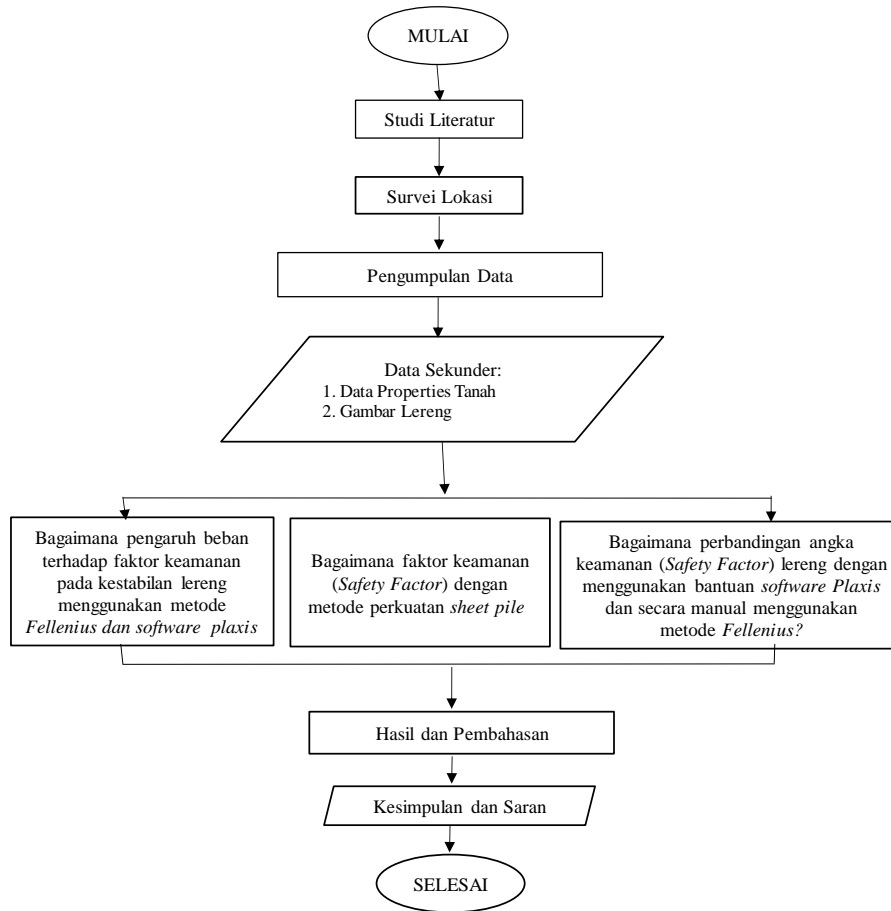 MULAI
Studi Literatur
Survei Lokasi
Pengumpulan Data
Data Sekunder:
1. Data Properties Tanah
2. Gambar Lereng
Bagaimana pengaruh beban
terhadap faktor keamanan
pada kestabilan lereng
menggunakan metode
Fellenius dan software plaxis
Bagaimana faktor keamanan
(Safety Factor) dengan
metode perkuatan sheet pile
Bagaimana perbandingan angka
keamanan (Safety Factor) lereng dengan
menggunakan bantuan software Plaxis
dan secara manual menggunakan
metode Fellenius?
Hasil dan Pembahasan
Kesimpulan dan Saran
SELESAI